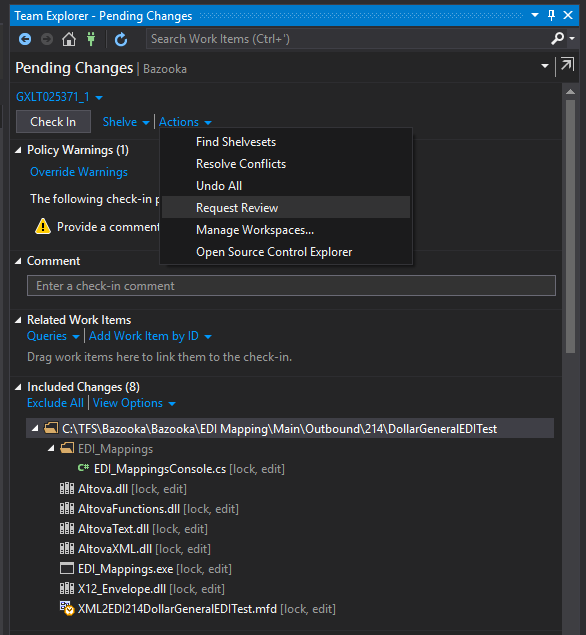 Team Explorer - Pending Changes
Search Work Items (Ctrl+')
Pending Changes | Bazooka
GXLT025371_1
Check In Shelve Actions
Find Shelvesets
Resolve Conflicts
Undo All
Request Review
Manage Workspaces...
Open Source Control Explorer
Policy Warnings (1)
Override Warnings
The following check-in p
Provide a comment
Comment
Enter a check-in comment
Related Work Items
Queries Add Work Item by ID
Drag work items here to link them to the check-in.
Included Changes (8)
Exclude All View Options
C:\TFS\Bazooka\Bazooka\EDI Mapping\Main\Outbound\214\DollarGeneralEDITest
EDI_Mappings
C# EDI_MappingsConsole.cs [lock, edit]
Altova.dll [lock, edit]
AltovaFunctions.dll [lock, edit]
AltovaText.dll [lock, edit]
AltovaXML.dll [lock, edit]
EDI_Mappings.exe [lock, edit]
X12_Envelope.dll [lock, edit]
XML2EDI214DollarGeneralEDITest.mfd [lock, edit]